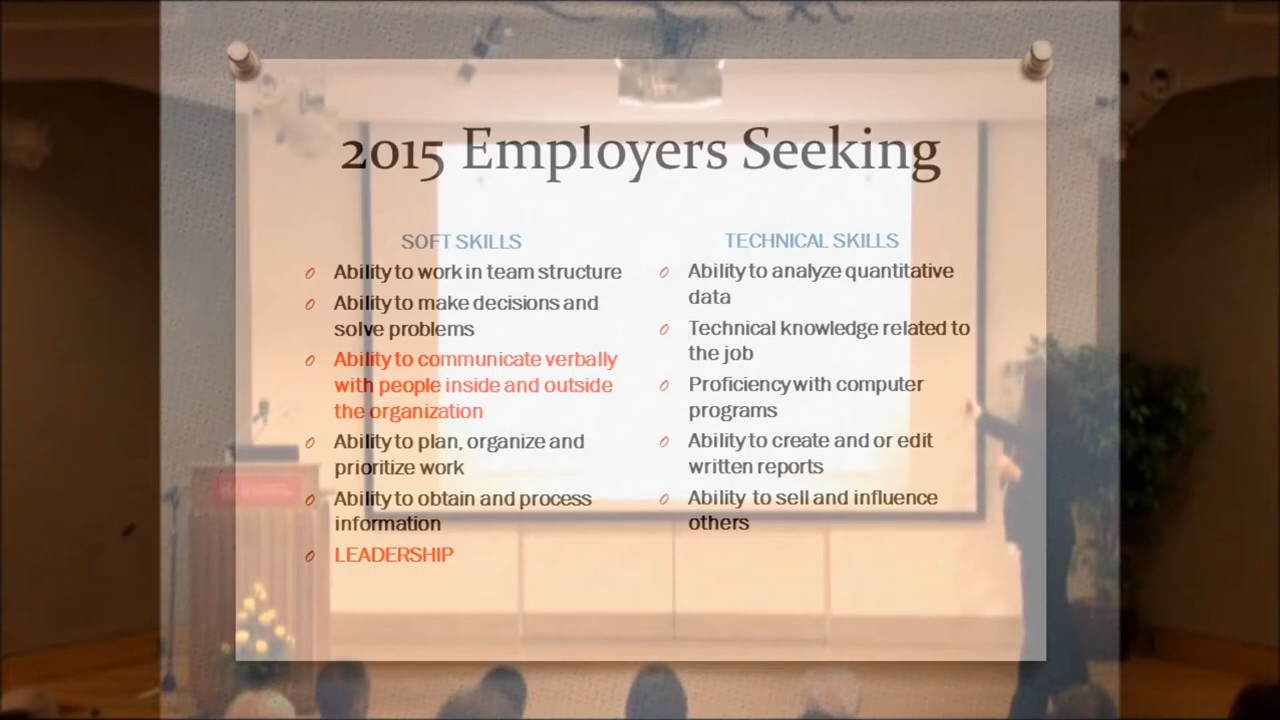 2015 Employers Seeking
SOFT SKILLS
Ability to work in team structure
Ability to make decisions and
solve problems
Ability to communicate verbally
with people inside and outside
the organization
Ability to plan, organize and
prioritize work
Ability to obtain and process
information
LEADERSHIP
TECHNICAL SKILLS
Ability to analyze quantitative
data
Technical knowledge related to
the job
Proficiency with computer
programs
Ability to create and or edit
written reports
Ability to sell and influence
others